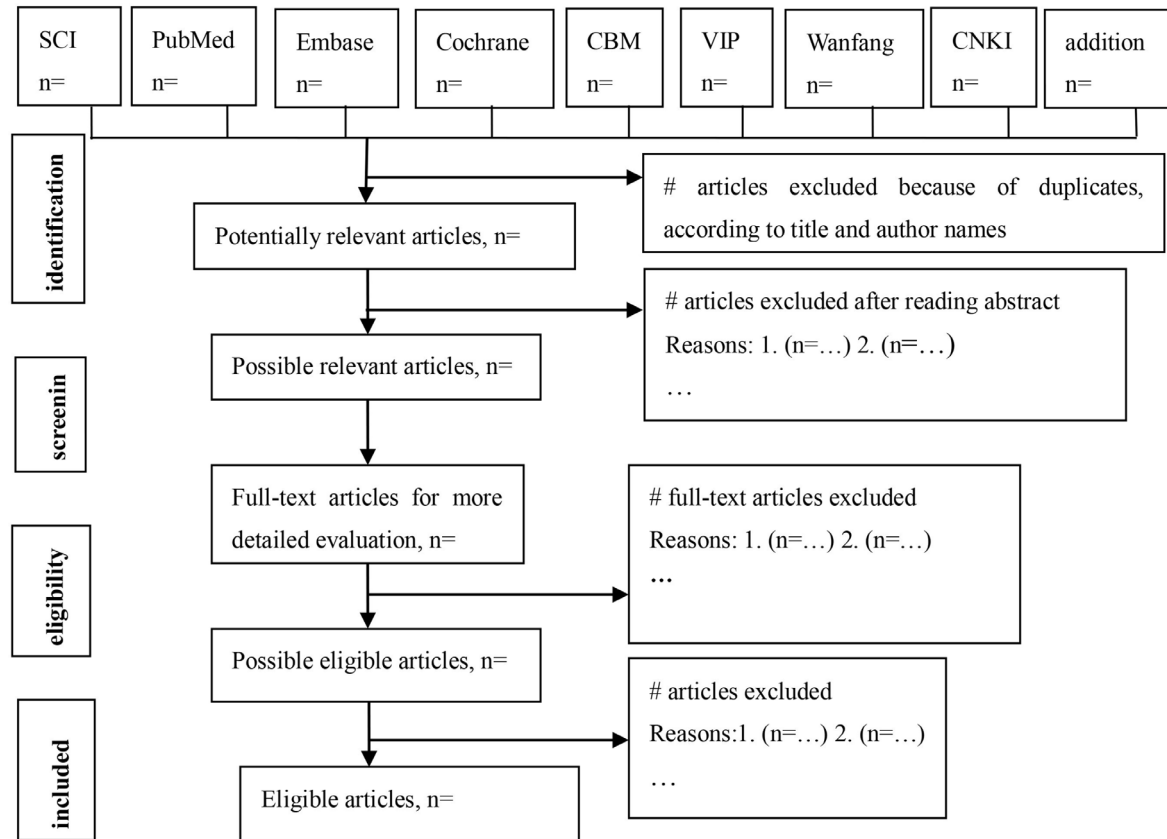 SCI
n=
PubMed
n=
Embase
n=
Cochrane
n=
CBM
n=
VIP
n=
Wanfang
n=
CNKI
n=
addition
n=
identification
# articles excluded because of duplicates,
according to title and author names
Potentially relevant articles, n=
# articles excluded after reading abstract
Reasons: 1. (n=…) 2. (n=…)
…
Possible relevant articles, n=
screenin
Full-text articles for more
detailed evaluation, n=
# full-text articles excluded
Reasons: 1. (n=…) 2. (n=…)
…
eligibility
Possible eligible articles, n=
# articles excluded
Reasons:1. (n=…) 2. (n=…)
…
included
Eligible articles, n=